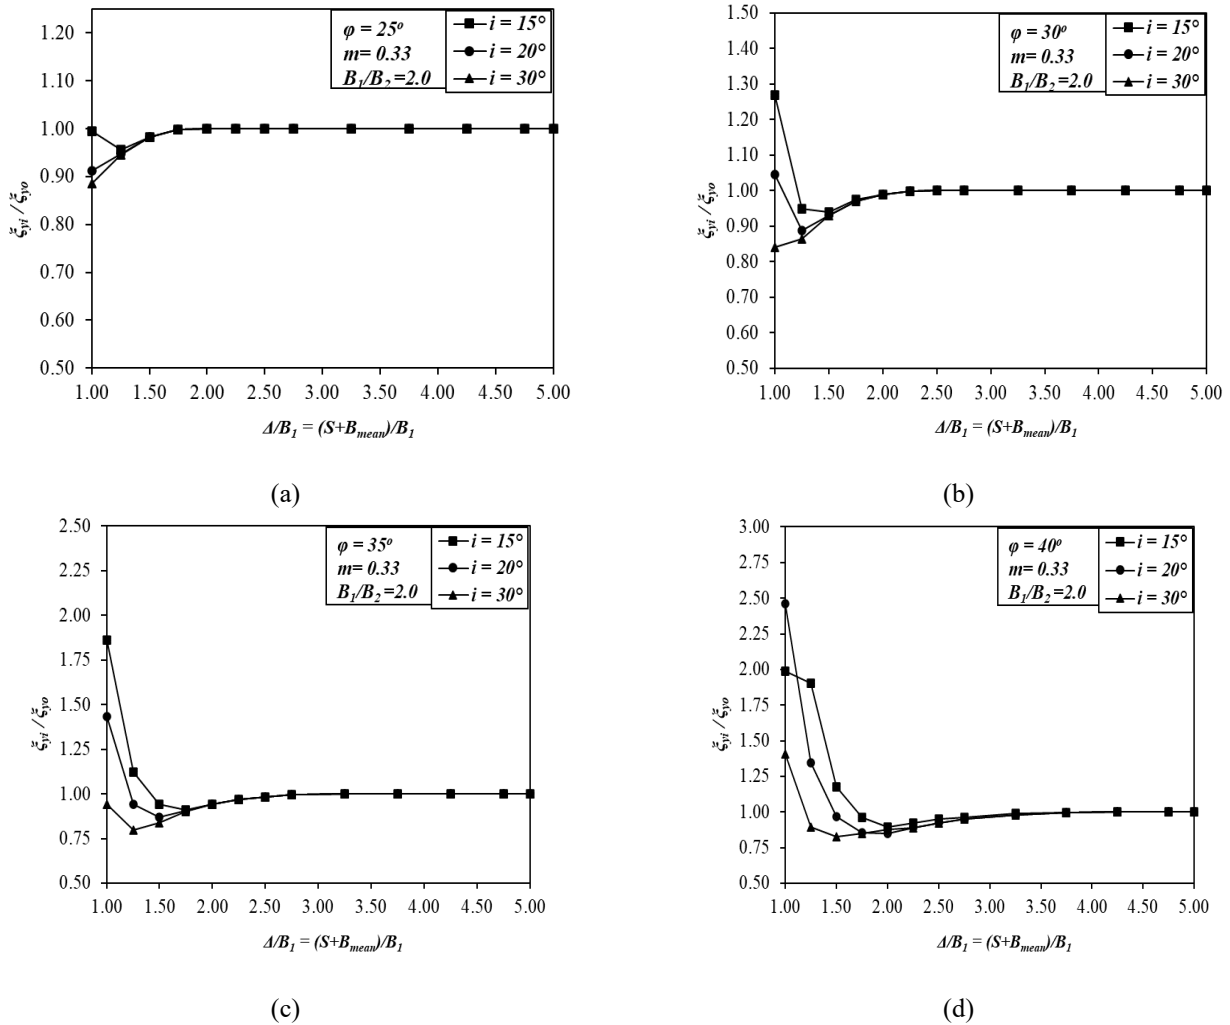 φ = 25º
m= 0.33
B1/B2=2.0
i = 15°
i = 20°
i = 30°
1.20
1.10
1.00
0.90
0.80
0.70
0.60
0.50
ξyi / ξyo
1.00 1.50 2.00 2.50 3.00 3.50 4.00 4.50 5.00
Δ/B1 = (S+Bmean)/B1
(a)
φ = 30º
m= 0.33
B1/B2=2.0
i = 15°
i = 20°
i = 30°
1.50
1.40
1.30
1.20
1.10
1.00
0.90
0.80
0.70
0.60
0.50
ξyi / ξyo
1.00 1.50 2.00 2.50 3.00 3.50 4.00 4.50 5.00
Δ/B1 = (S+Bmean)/B1
(b)
φ = 35º
m= 0.33
B1/B2=2.0
i = 15°
i = 20°
i = 30°
2.50
2.25
2.00
1.75
1.50
1.25
1.00
0.75
0.50
ξyi / ξyo
1.00 1.50 2.00 2.50 3.00 3.50 4.00 4.50 5.00
Δ/B1 = (S+Bmean)/B1
(c)
φ = 40º
m= 0.33
B1/B2=2.0
i = 15°
i = 20°
i = 30°
3.00
2.75
2.50
2.25
2.00
1.75
1.50
1.25
1.00
0.75
0.50
ξyi / ξyo
1.00 1.50 2.00 2.50 3.00 3.50 4.00 4.50 5.00
Δ/B1 = (S+Bmean)/B1
(d)